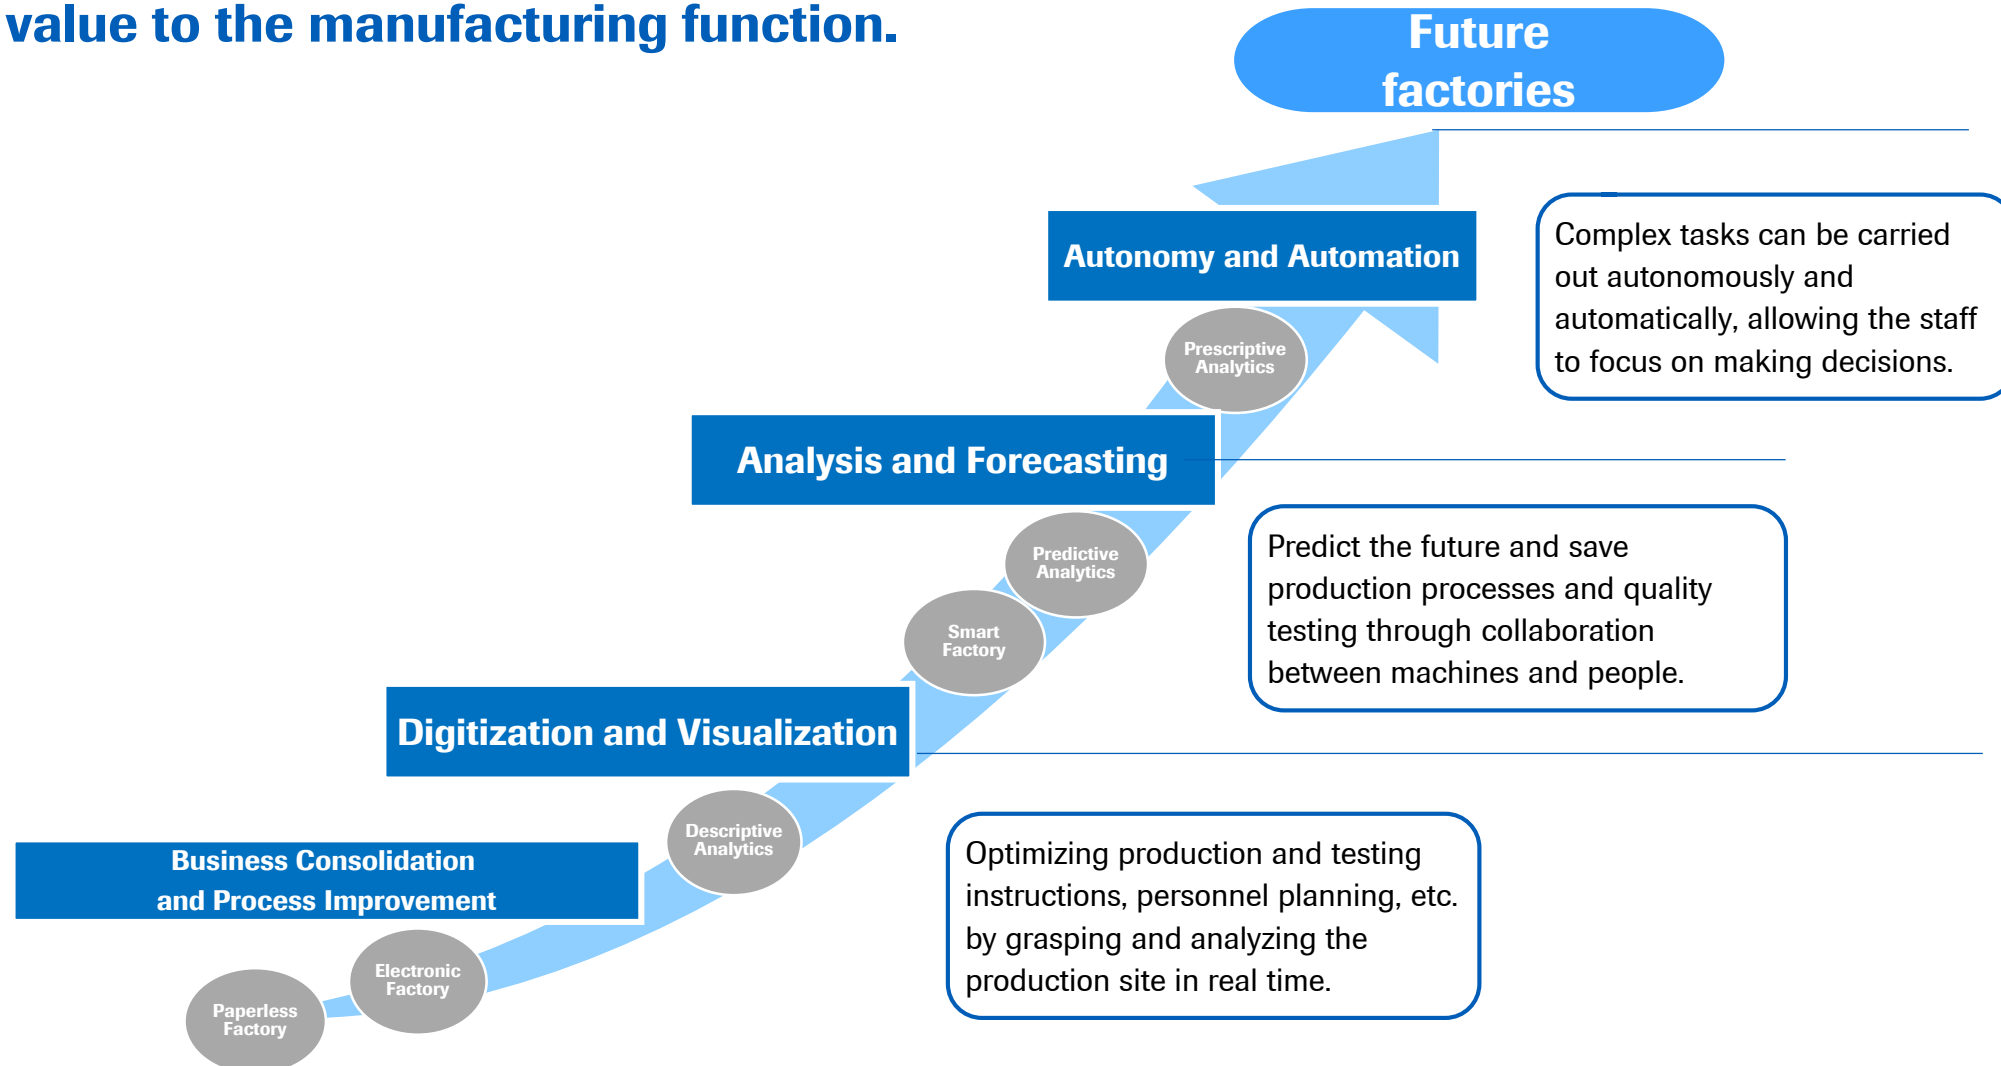 value to the manufacturing function.
Future
factories
Autonomy and Automation
Complex tasks can be carried
out autonomously and
automatically, allowing the staff
to focus on making decisions.
Prescriptive
Analytics
Analysis and Forecasting
Predictive
Analytics
Predict the future and save
production processes and quality
testing through collaboration
between machines and people.
Smart
Factory
Digitization and Visualization
Descriptive
Analytics
Optimizing production and testing
instructions, personnel planning, etc.
by grasping and analyzing the
production site in real time.
Business Consolidation
and Process Improvement
Electronic
Factory
Paperless
Factory